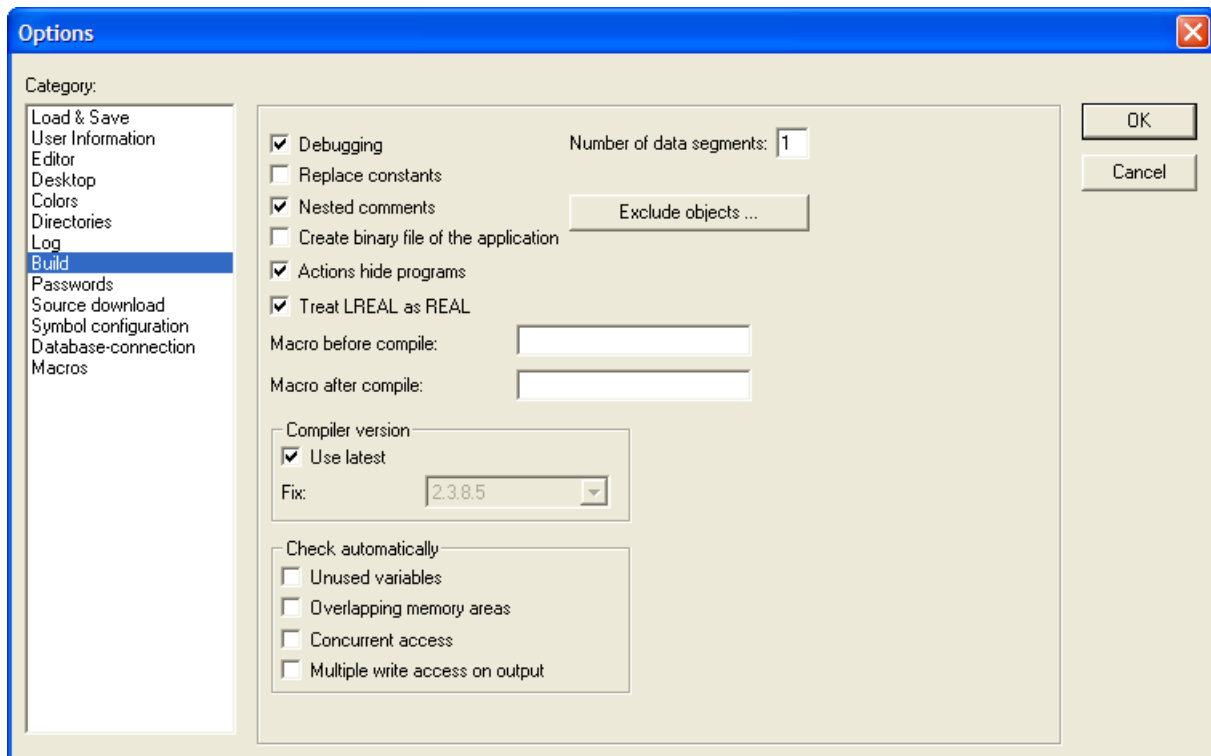 Options
Category:
Load & Save
User Information
Editor
Desktop
Colors
Directories
Log
Build
Passwords
Source download
Symbol configuration
Database-connection
Macros
Debugging
Number of data segments: 1
Replace constants
Nested comments
Exclude objects ...
Create binary file of the application
Actions hide programs
Treat LREAL as REAL
Macro before compile:
Macro after compile:
Compiler version
Use latest
Fix: 2.3.8.5
Check automatically
Unused variables
Overlapping memory areas
Concurrent access
Multiple write access on output
OK
Cancel